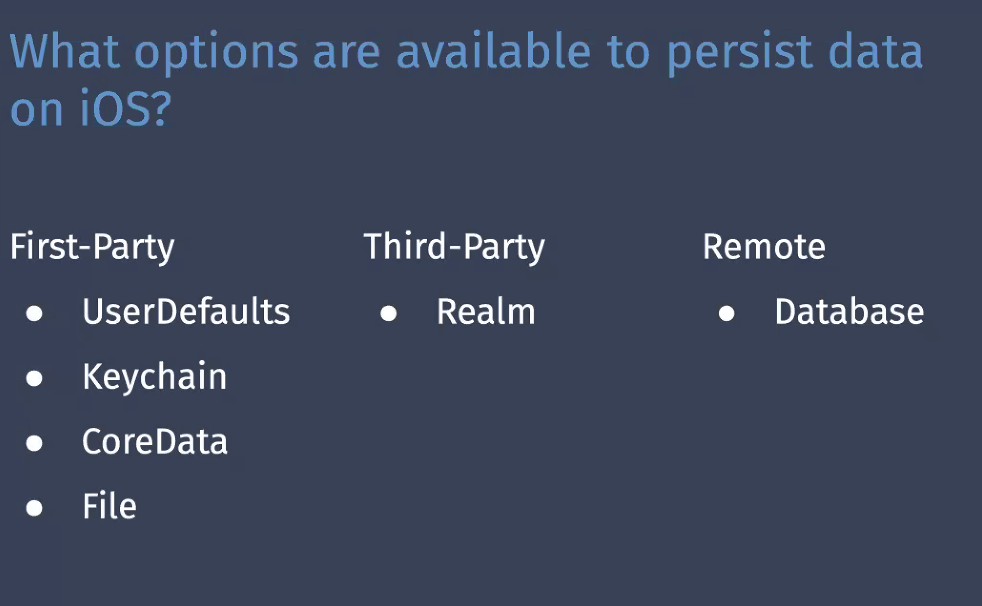 What options are available to persist data
on iOS?
First-Party
● UserDefaults
● Keychain
● CoreData
● File
Third-Party
● Realm
Remote
● Database